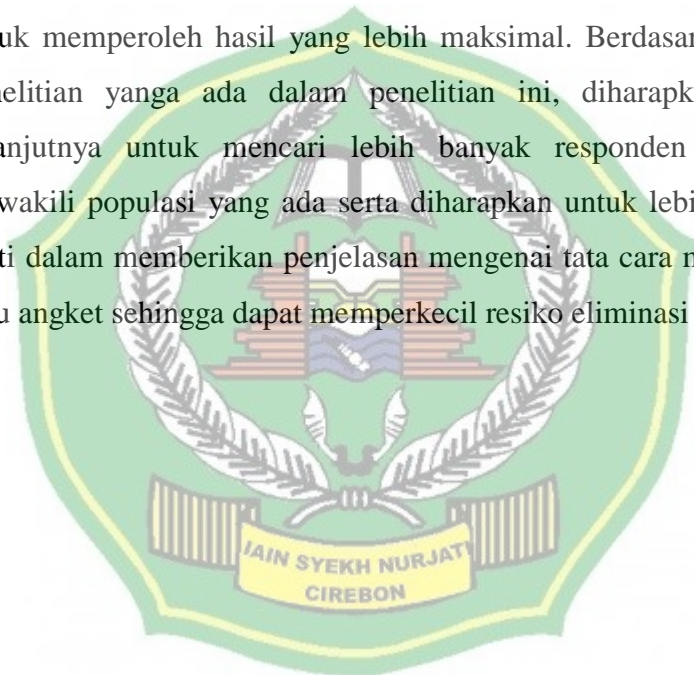 uk memperoleh hasil yang lebih maksimal. Berdasar
nelitian yanga ada dalam penelitian ini, diharapk
anjutnya untuk mencari lebih banyak responden
wakili populasi yang ada serta diharapkan untuk lebi
ti dalam memberikan penjelasan mengenai tata cara
u angket sehingga dapat memperkecil resiko eliminasi
IAIN SYEKH NURJATI
CIREBON